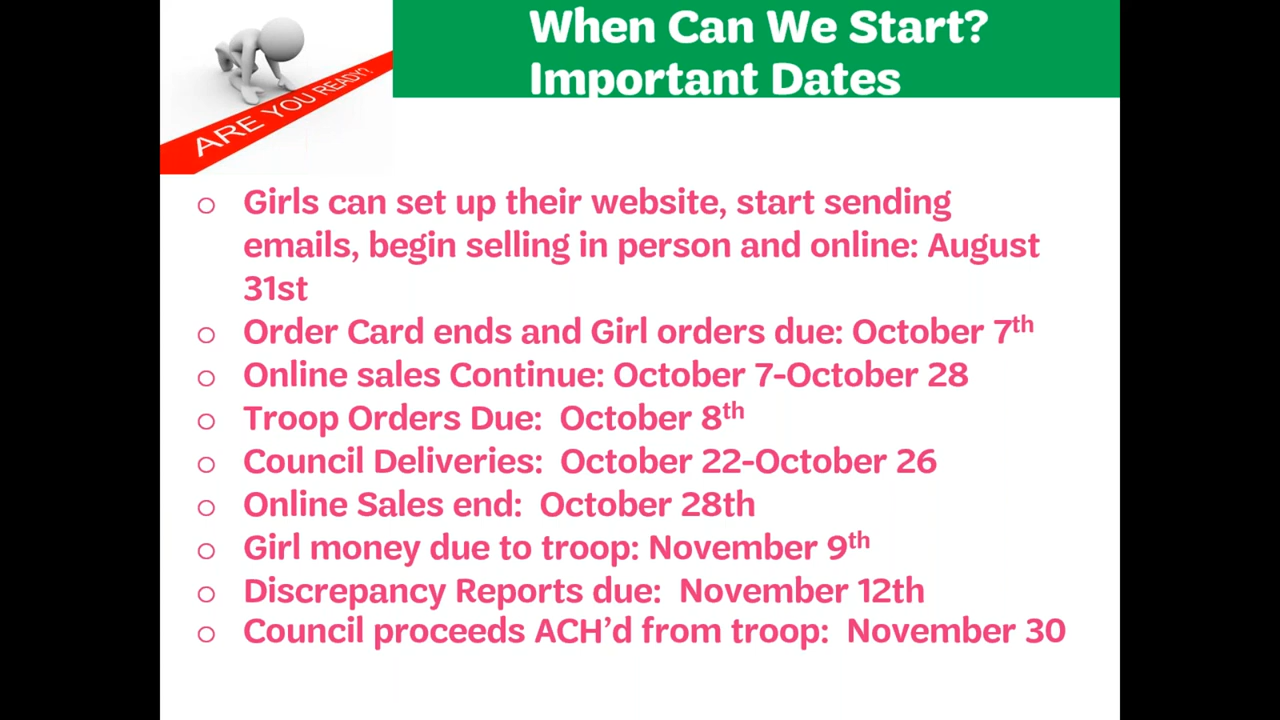 ARE YOU READY?
When Can We Start?
Important Dates
○ Girls can set up their website, start sending
emails, begin selling in person and online: August
31st
○ Order Card ends and Girl orders due: October 7th
○ Online sales Continue: October 7-October 28
○ Troop Orders Due: October 8th
○ Council Deliveries: October 22-October 26
○ Online Sales end: October 28th
○ Girl money due to troop: November 9th
○ Discrepancy Reports due: November 12th
○ Council proceeds ACH’d from troop: November 30